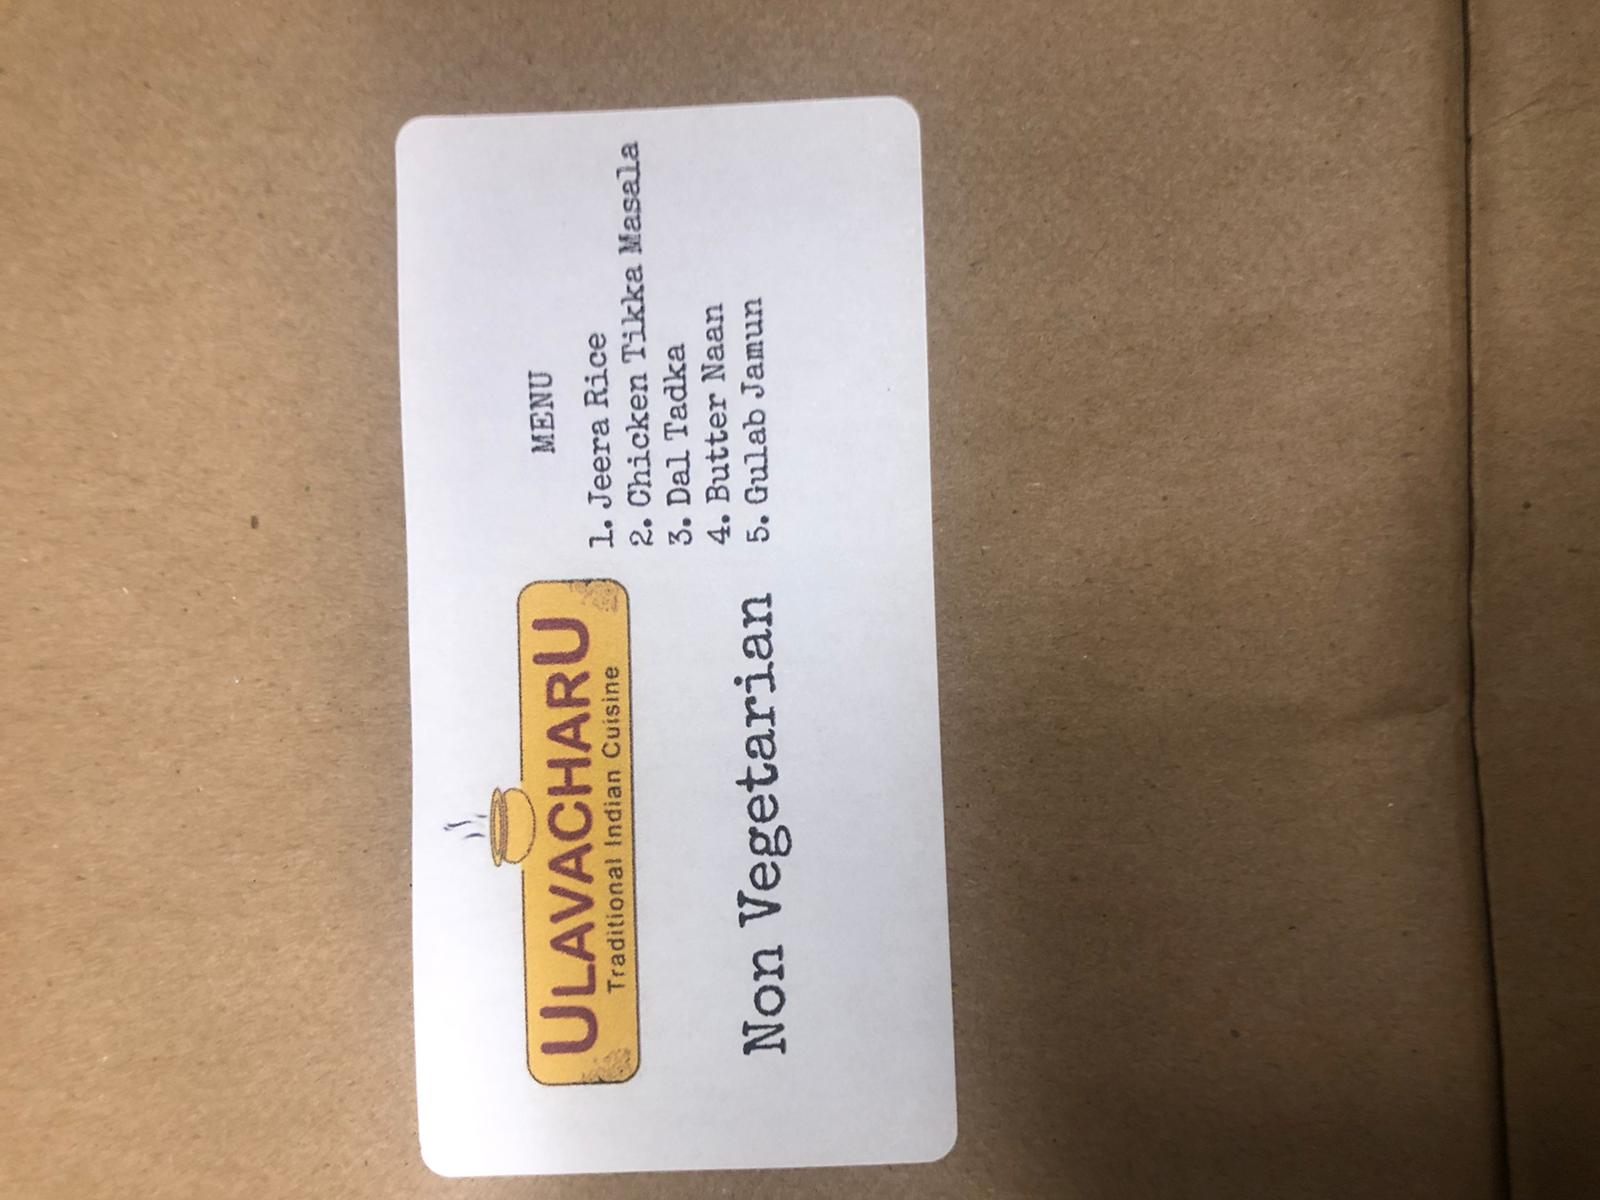 ULAVACHARU
Traditional Indian Cuisine
Non Vegetarian
MENU
1. Jeera Rice
2. Chicken Tikka Masala
3. Dal Tadka
4. Butter Naan
5. Gulab Jamun